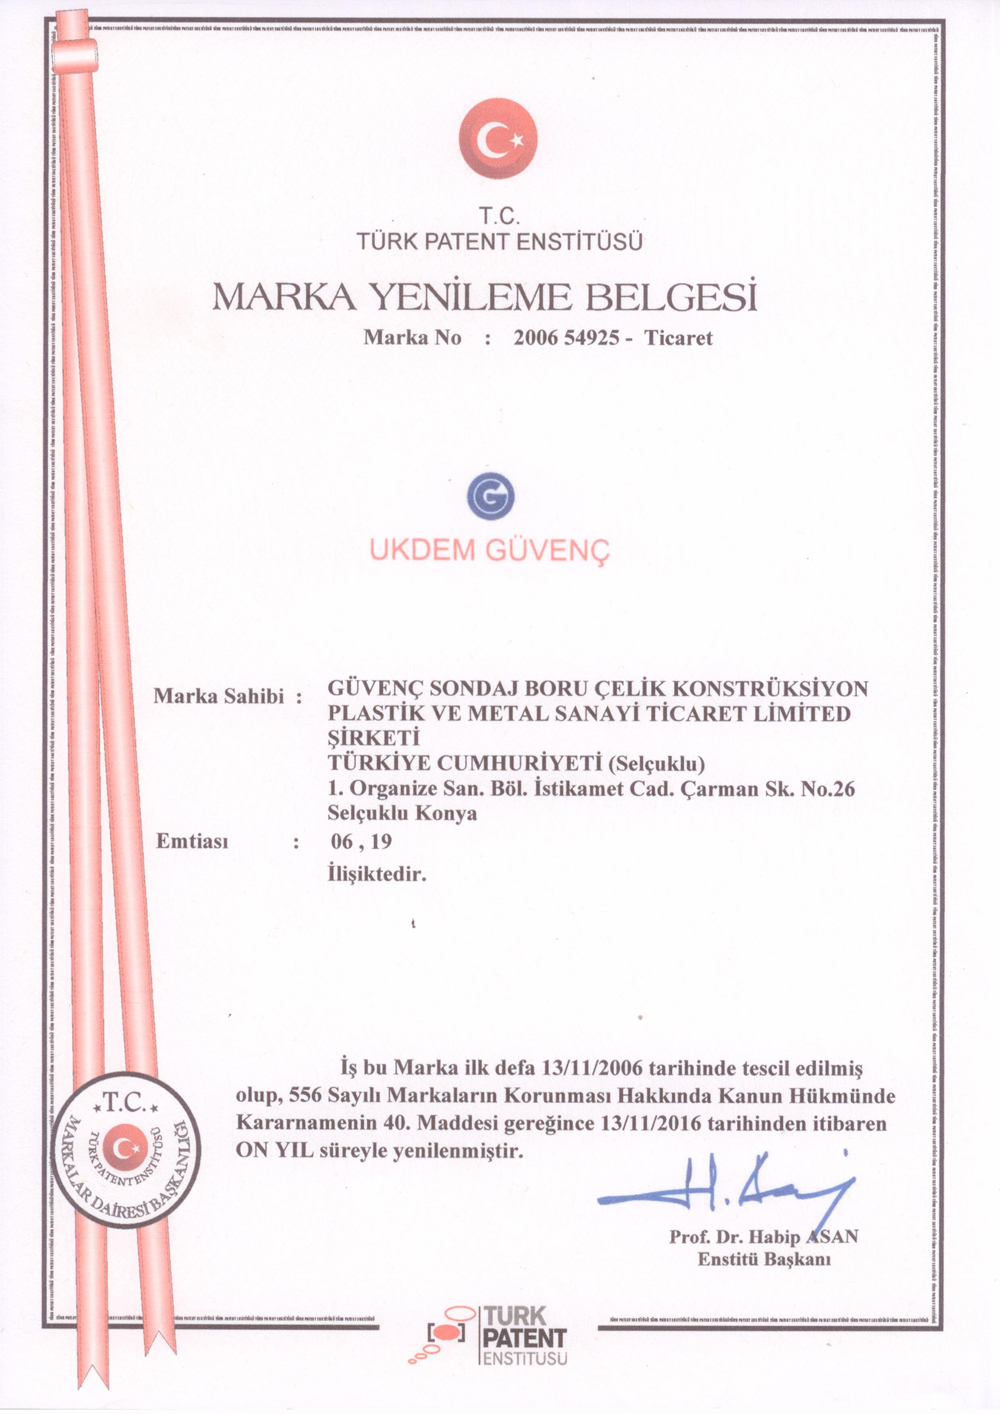 T.C.
TÜRK PATENT ENSTİTÜSÜ
MARKA YENİLEME BELGESİ
Marka No : 2006 54925 - Ticaret
G
UKDEM GÜVENÇ
Marka Sahibi : GÜVENÇ SONDAJ BORU ÇELİK KONSTRÜKSİYON
PLASTİK VE METAL SANAYİ TİCARET LİMİTED
ŞİRKETİ
TÜRKİYE CUMHURİYETİ (Selçuklu)
1. Organize San. Böl. İstikamet Cad. Çarman Sk. No.26
Selçuklu Konya
Emtiası : 06 , 19
İlişiktedir.
İş bu Marka ilk defa 13/11/2006 tarihinde tescil edilmiş
olup, 556 Sayılı Markaların Korunması Hakkında Kanun Hükmünde
Kararnamenin 40. Maddesi gereğince 13/11/2016 tarihinden itibaren
ON YIL süreyle yenilenmiştir.
T.C.
TÜRK PATENT ENSTİTÜSÜ
MARKALAR DAİRESİ BAŞKANLIĞI
H. Asan
Prof. Dr. Habip ASAN
Enstitü Başkanı
TURK
PATENT
ENSTITUSU